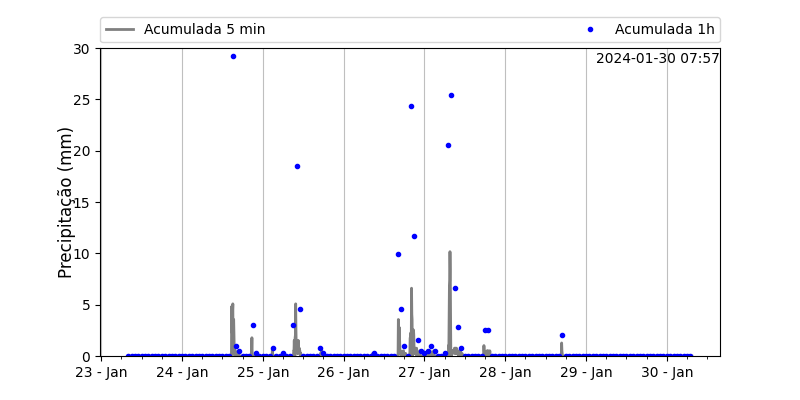 Acumulada 5 min
Acumulada 1h
2024-01-30 07:57
Precipitação (mm)
30
25
20
15
10
5
0
23 - Jan
24 - Jan
25 - Jan
26 - Jan
27 - Jan
28 - Jan
29 - Jan
30 - Jan